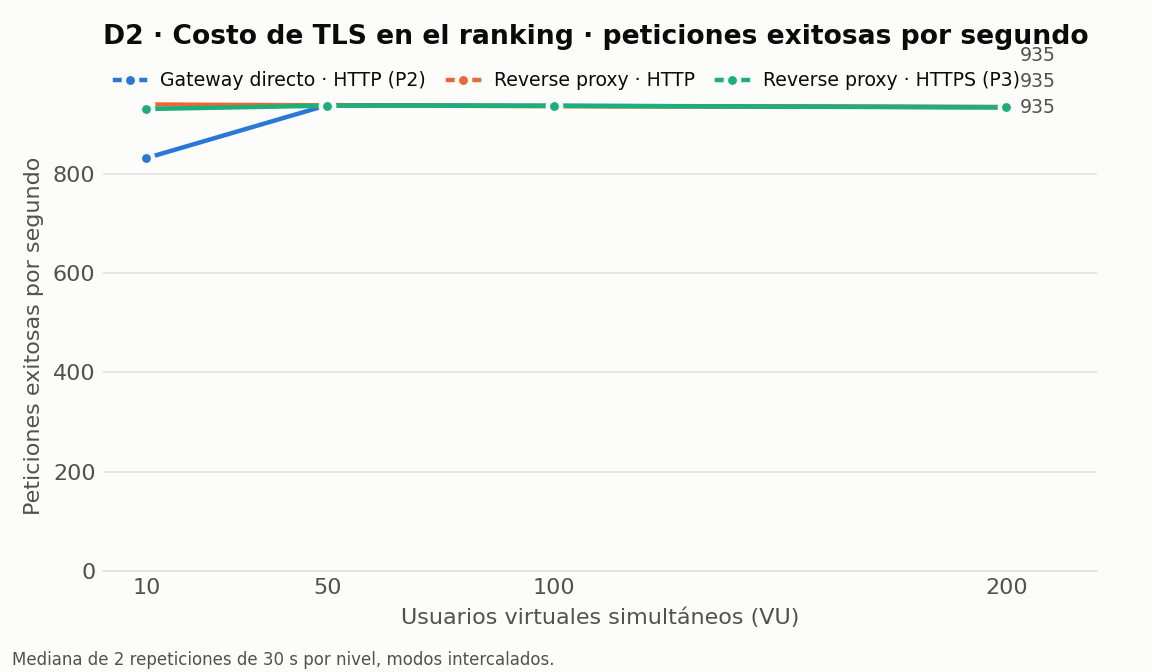 D2 · Costo de TLS en el ranking · peticiones exitosas por segundo
935
Gateway directo · HTTP (P2) Reverse proxy · HTTP Reverse proxy · HTTPS (P3) 935
935
Peticiones exitosas por segundo
800
600
400
200
0
10 50 100 200
Usuarios virtuales simultáneos (VU)
Mediana de 2 repeticiones de 30 s por nivel, modos intercalados.